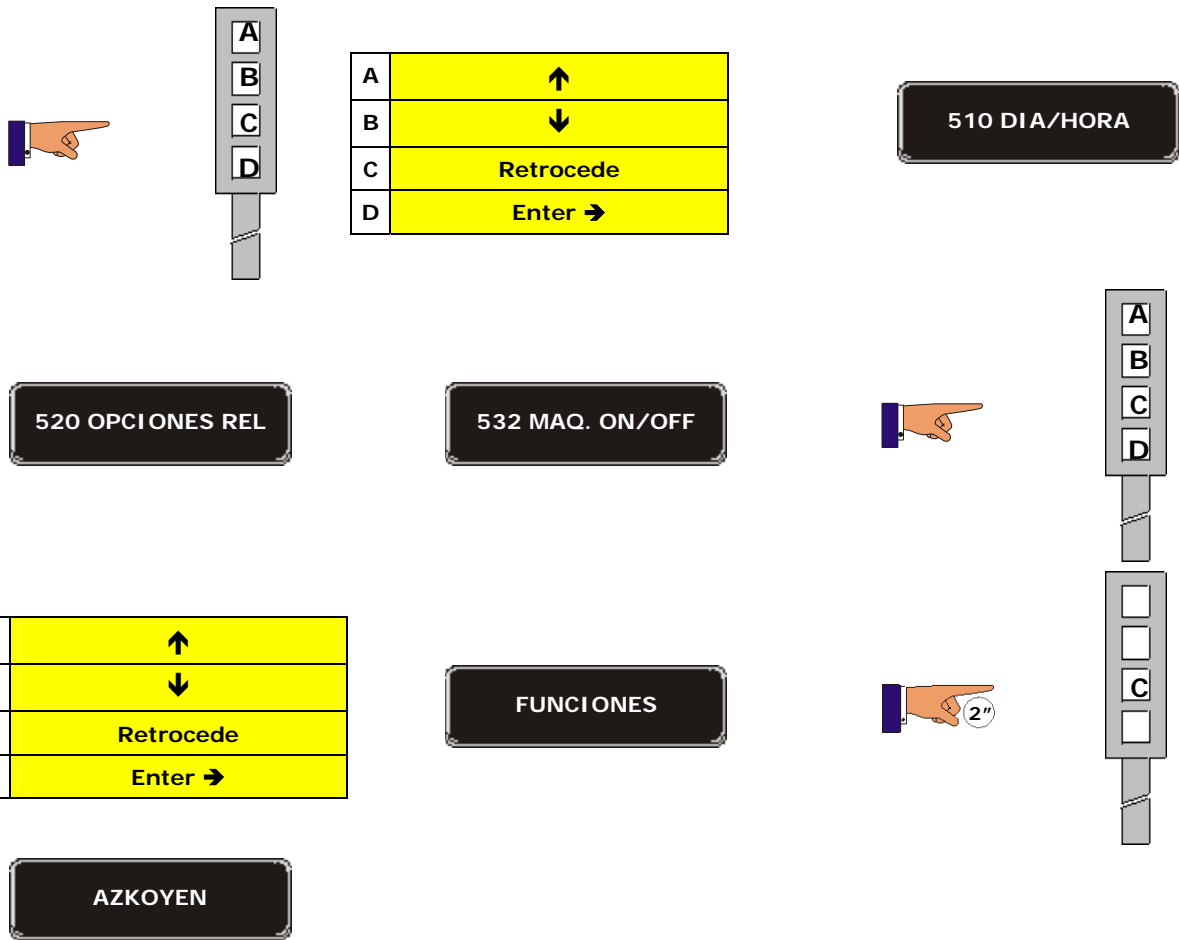 A
B
C
D
A ↑
B ↓
C Retrocede
D Enter →
510 DIA/HORA
520 OPCIONES REL
532 MAQ. ON/OFF
A
B
C
D
↑
↓
Retrocede
Enter →
FUNCIONES
2"
C
AZKOYEN